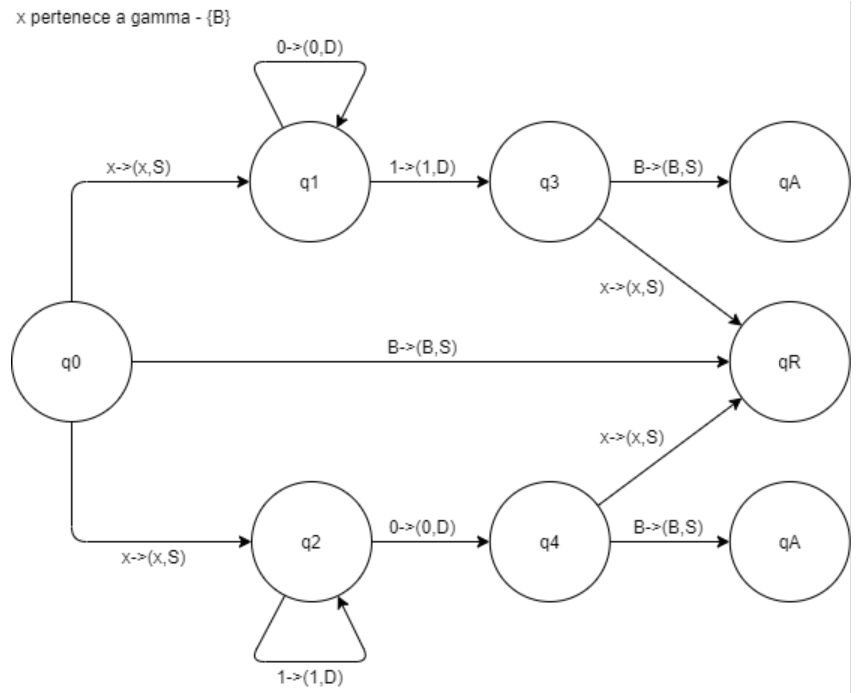 x pertenece a gamma - {B}
0->(0,D)
x->(x,S)
q1
1->(1,D)
q3
B->(B,S)
qA
x->(x,S)
q0
B->(B,S)
qR
x->(x,S)
x->(x,S)
q2
0->(0,D)
q4
B->(B,S)
qA
1->(1,D)